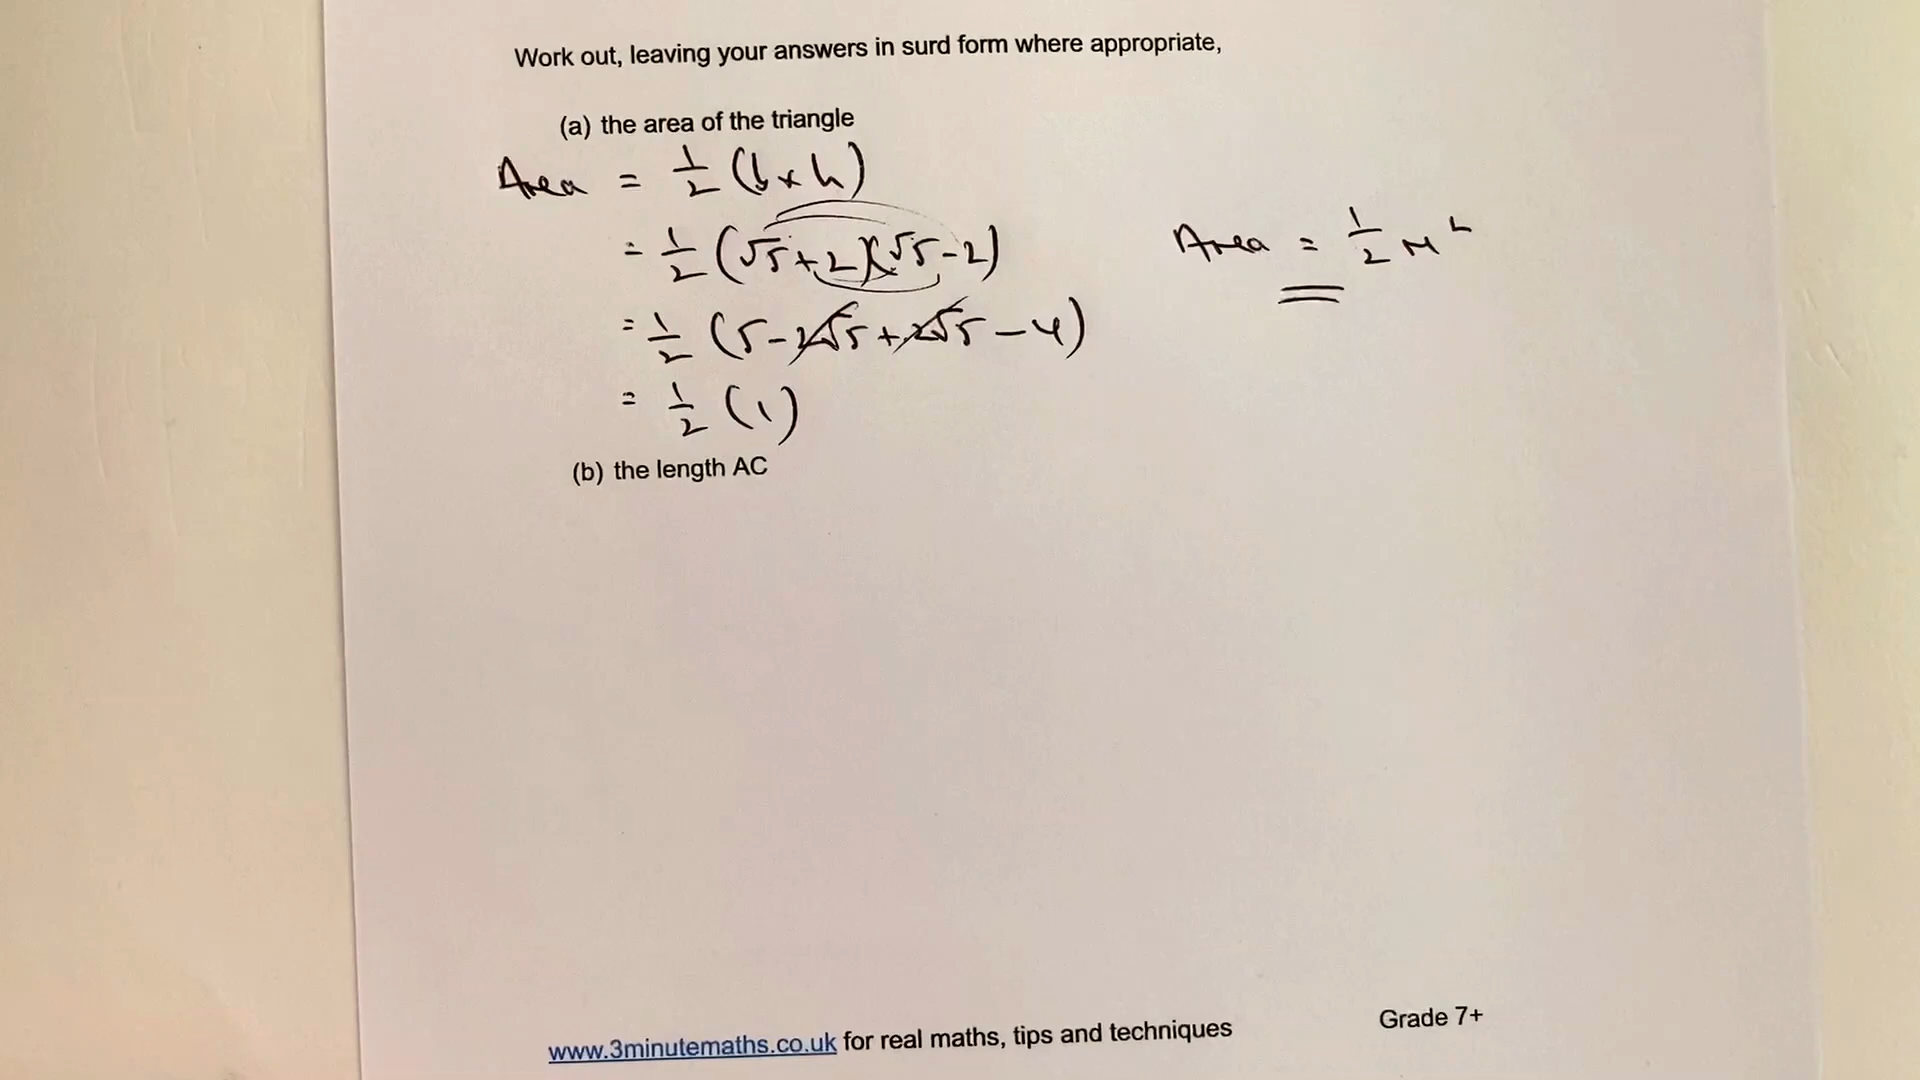 Work out, leaving your answers in surd form where appropriate,
(a) the area of the triangle
Area = 1/2 (b × h)
= 1/2 (√5 + 2)(√5 - 2)
= 1/2 (5 - 2√5 + 2√5 - 4)
= 1/2 (1)
Area = 1/2 M²
(b) the length AC
www.3minutemaths.co.uk for real maths, tips and techniques
Grade 7+